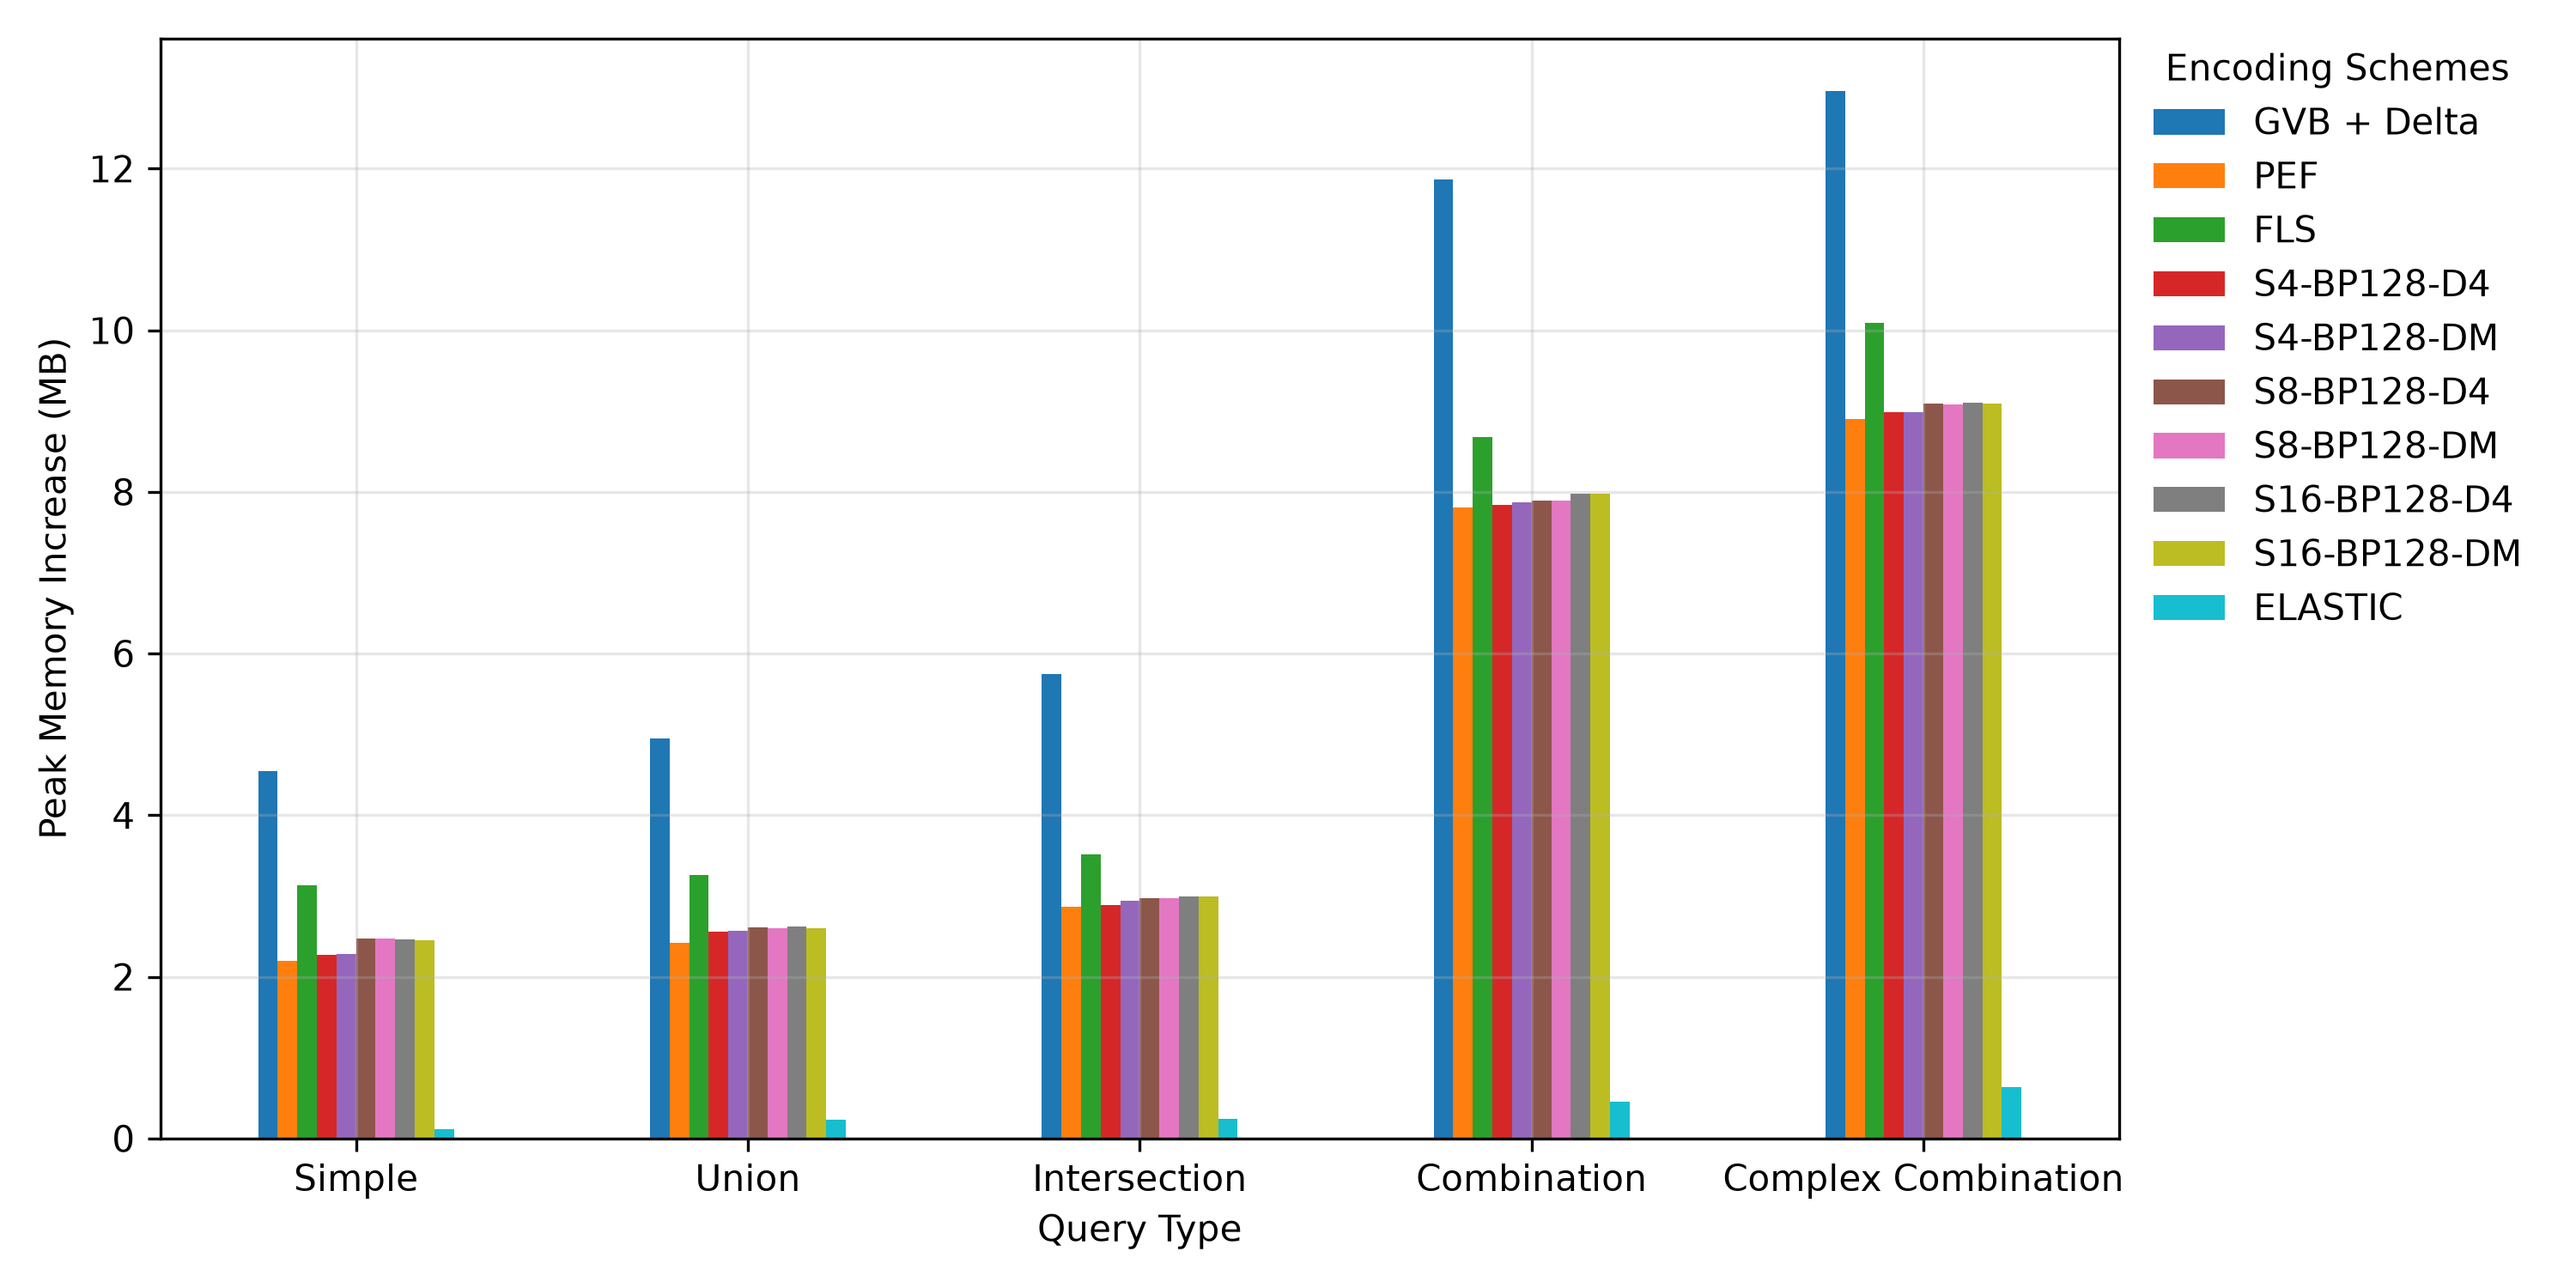 Peak Memory Increase (MB)
12
10
8
6
4
2
0
Simple
Union
Intersection
Combination
Complex Combination
Query Type
Encoding Schemes
GVB + Delta
PEF
FLS
S4-BP128-D4
S4-BP128-DM
S8-BP128-D4
S8-BP128-DM
S16-BP128-D4
S16-BP128-DM
ELASTIC